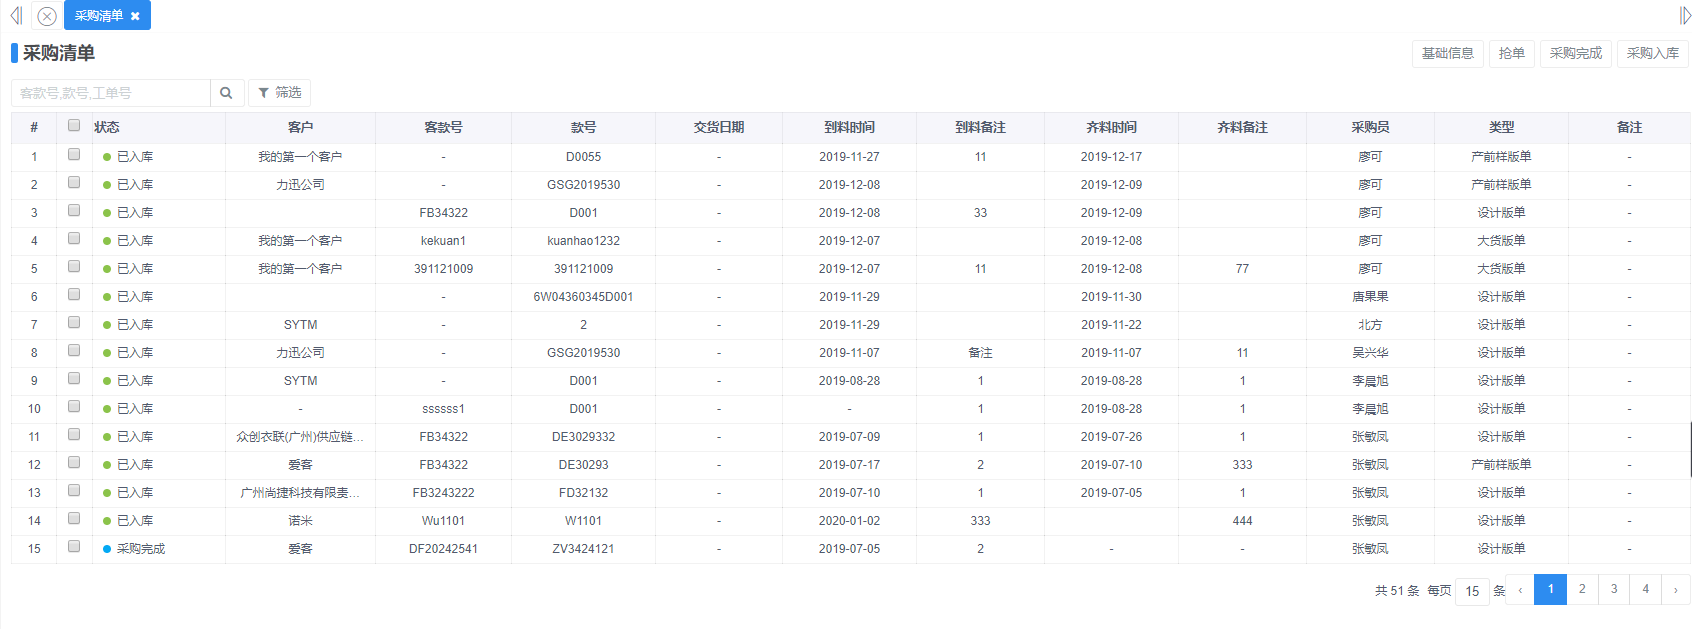 采购清单 ×
采购清单
基础信息 抢单 采购完成 采购入库
客款号,款号,工单号 筛选
# 状态 客户 客款号 款号 交货日期 到料时间 到料备注 齐料时间 齐料备注 采购员 类型 备注
1 已入库 我的第一个客户 - D0055 - 2019-11-27 11 2019-12-17 廖可 产前样版单 -
2 已入库 力迅公司 - GSG2019530 - 2019-12-08 2019-12-09 廖可 产前样版单 -
3 已入库 FB34322 D001 - 2019-12-08 33 2019-12-09 廖可 设计版单 -
4 已入库 我的第一个客户 kekuan1 kuanhao1232 - 2019-12-07 2019-12-08 廖可 大货版单 -
5 已入库 我的第一个客户 391121009 391121009 - 2019-12-07 11 2019-12-08 77 廖可 大货版单 -
6 已入库 - 6W04360345D001 - 2019-11-29 2019-11-30 唐果果 设计版单 -
7 已入库 SYTM - 2 - 2019-11-29 2019-11-22 北方 设计版单 -
8 已入库 力迅公司 - GSG2019530 - 2019-11-07 备注 2019-11-07 11 吴兴华 设计版单 -
9 已入库 SYTM - D001 - 2019-08-28 1 2019-08-28 1 李晨旭 设计版单 -
10 已入库 - ssssss1 D001 - - 1 2019-08-28 1 李晨旭 设计版单 -
11 已入库 众创衣联(广州)供应链... FB34322 DE3029332 - 2019-07-09 1 2019-07-26 1 张敏凤 设计版单 -
12 已入库 爱客 FB34322 DE30293 - 2019-07-17 2 2019-07-10 333 张敏凤 产前样版单 -
13 已入库 广州尚捷科技有限责... FB3243222 FD32132 - 2019-07-10 1 2019-07-05 1 张敏凤 设计版单 -
14 已入库 诺米 Wu1101 W1101 - 2020-01-02 333 444 张敏凤 设计版单 -
15 采购完成 爱客 DF20242541 ZV3424121 - 2019-07-05 2 - - 张敏凤 设计版单 -
共 51 条 每页 15 条 ‹ 1 2 3 4 ›